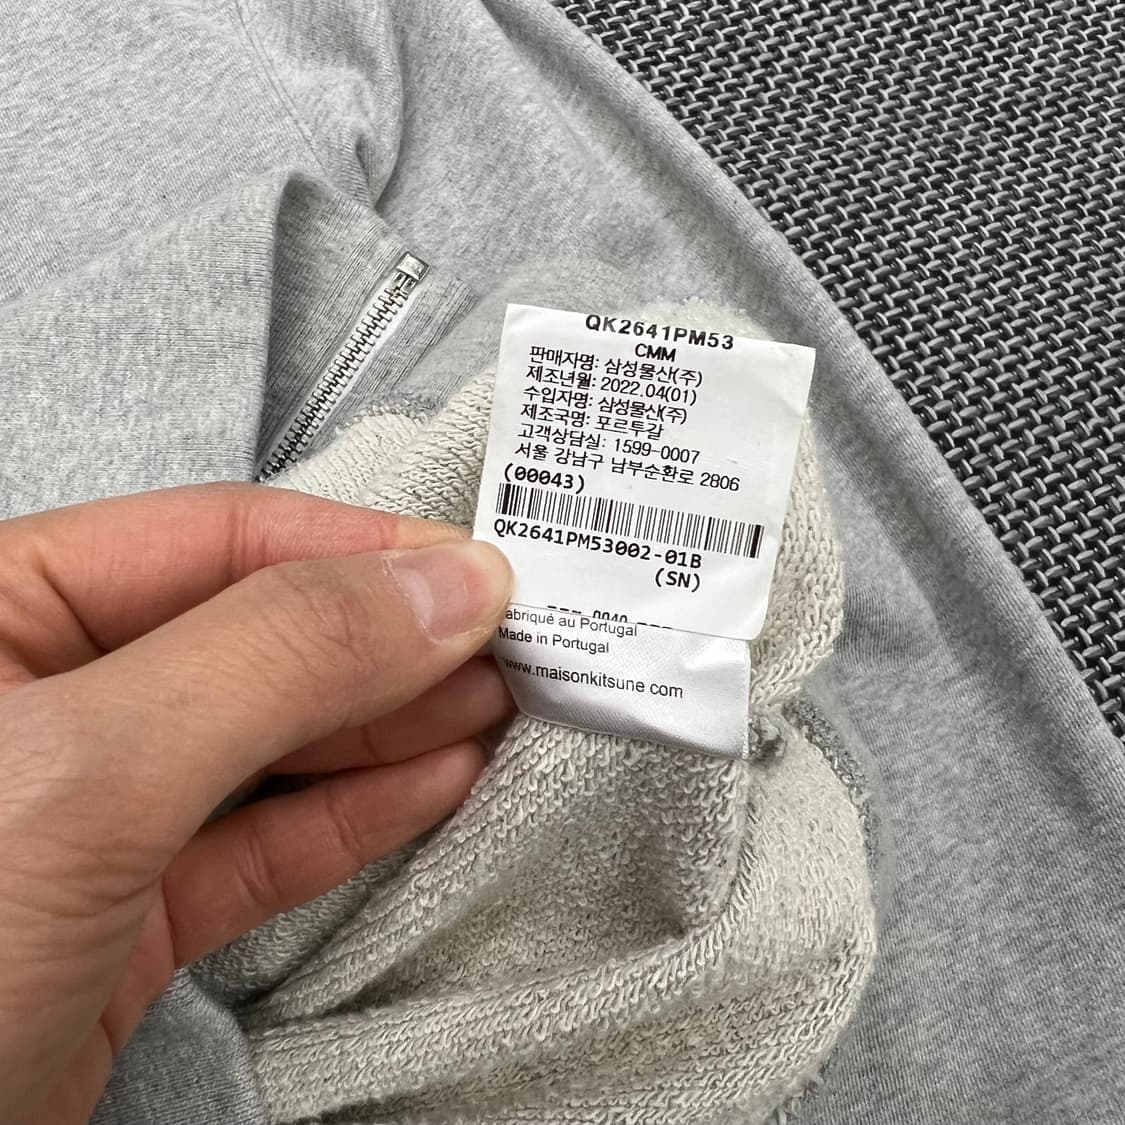 QK2641PM53
CMM
판매자명: 삼성물산(주)
제조년월: 2022.04(01)
수입자명: 삼성물산(주)
제조국명: 포르투갈
고객상담실: 1599-0007
서울 강남구 남부순환로 2806
(00043)
QK2641PM53002-01B
(SN)
abriqué au Portugal
Made in Portugal
www.maisonkitsune com